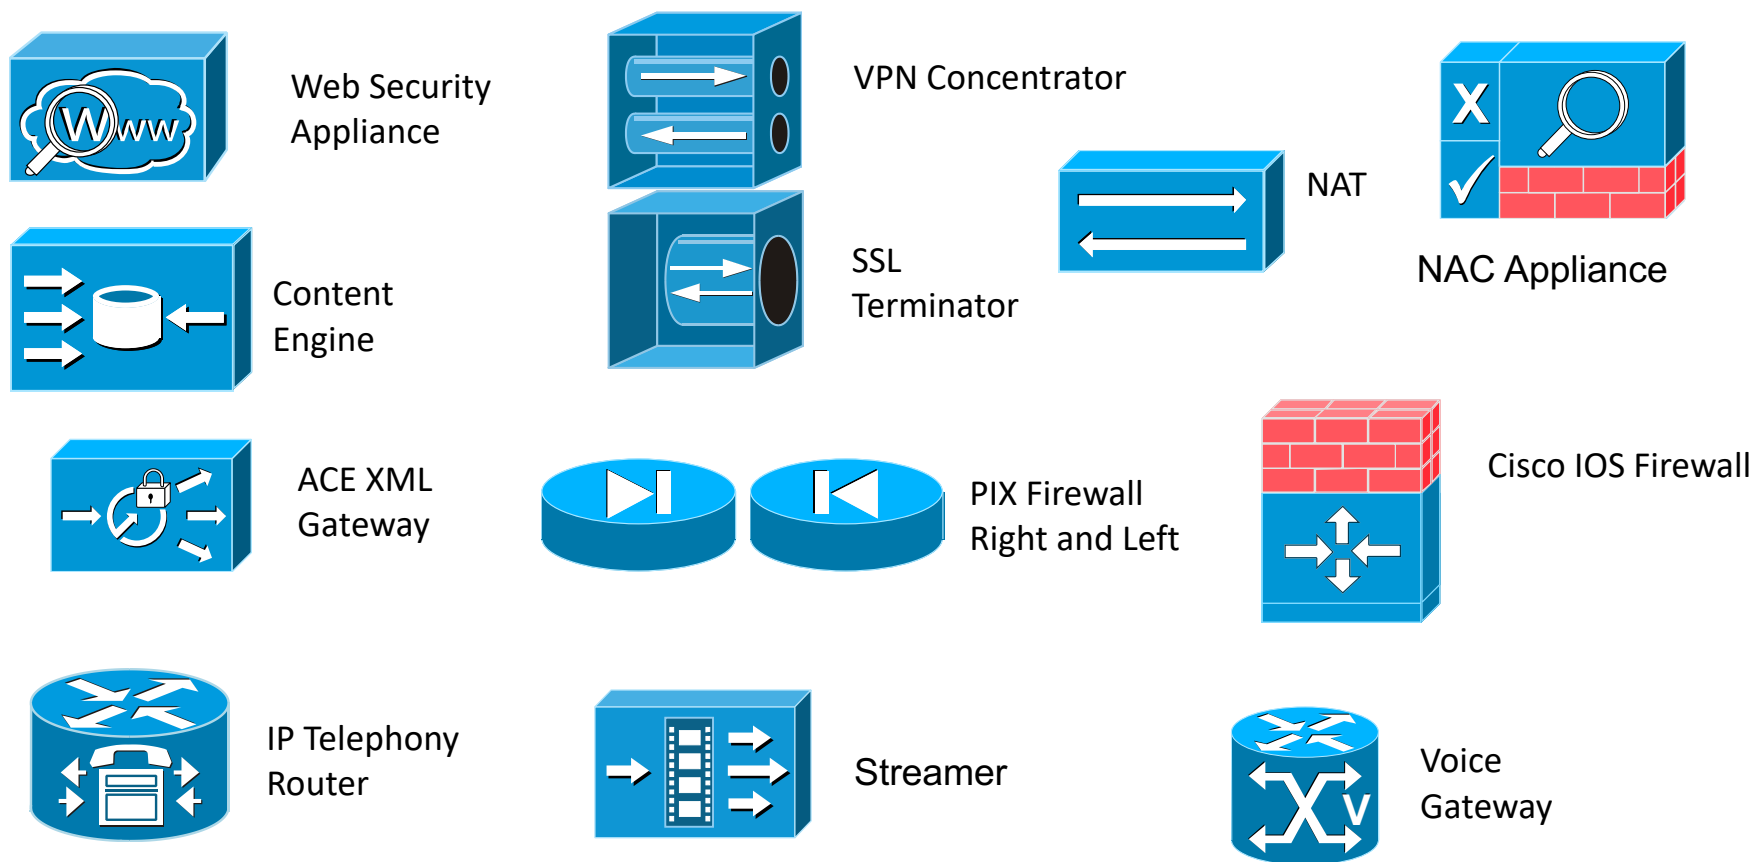 Www
Web Security
Appliance
VPN Concentrator
NAT
X
NAC Appliance
Content
Engine
SSL
Terminator
ACE XML
Gateway
PIX Firewall
Right and Left
Cisco IOS Firewall
IP Telephony
Router
Streamer
V
Voice
Gateway